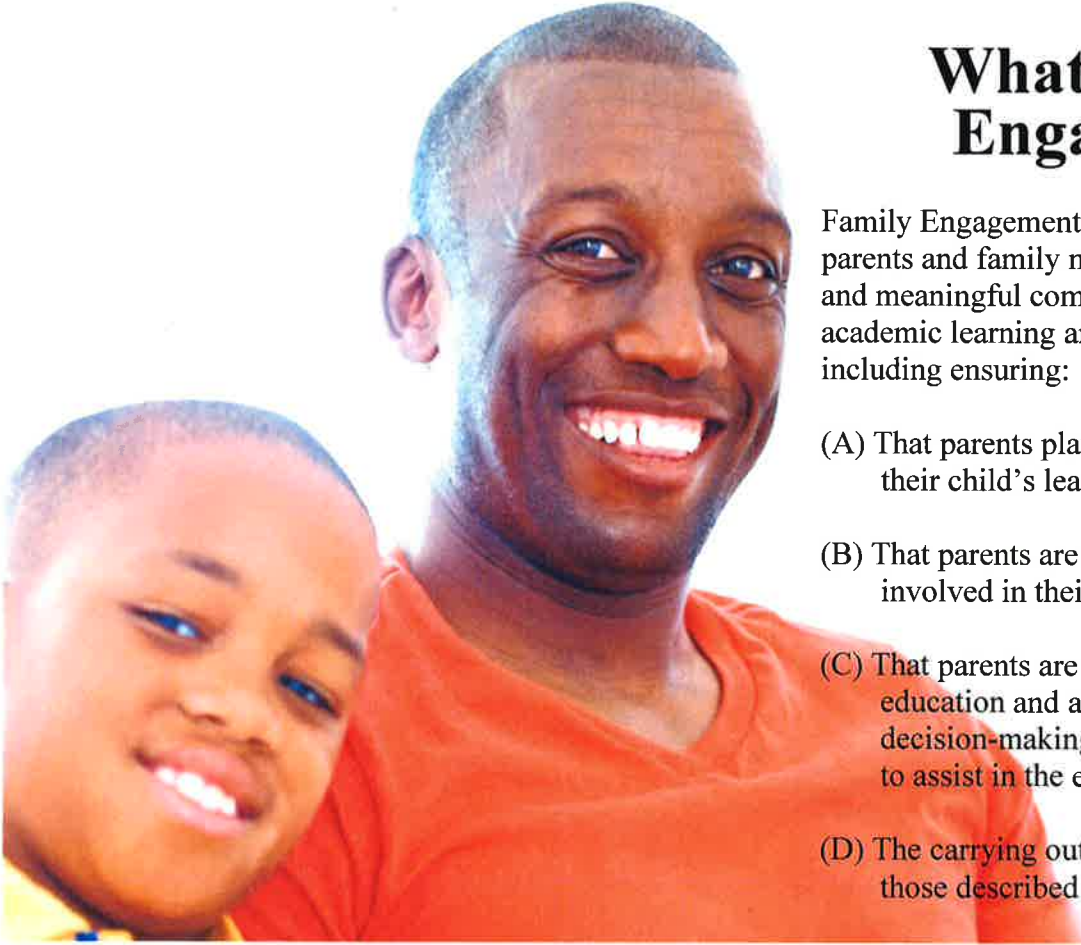 What
Enga
Family Engagement
parents and family n
and meaningful com
academic learning a
including ensuring:
(A) That parents pla
their child's lea
(B) That parents are
involved in thei
(C) That parents are
education and a
decision-making
to assist in the e
(D) The carrying out
those described